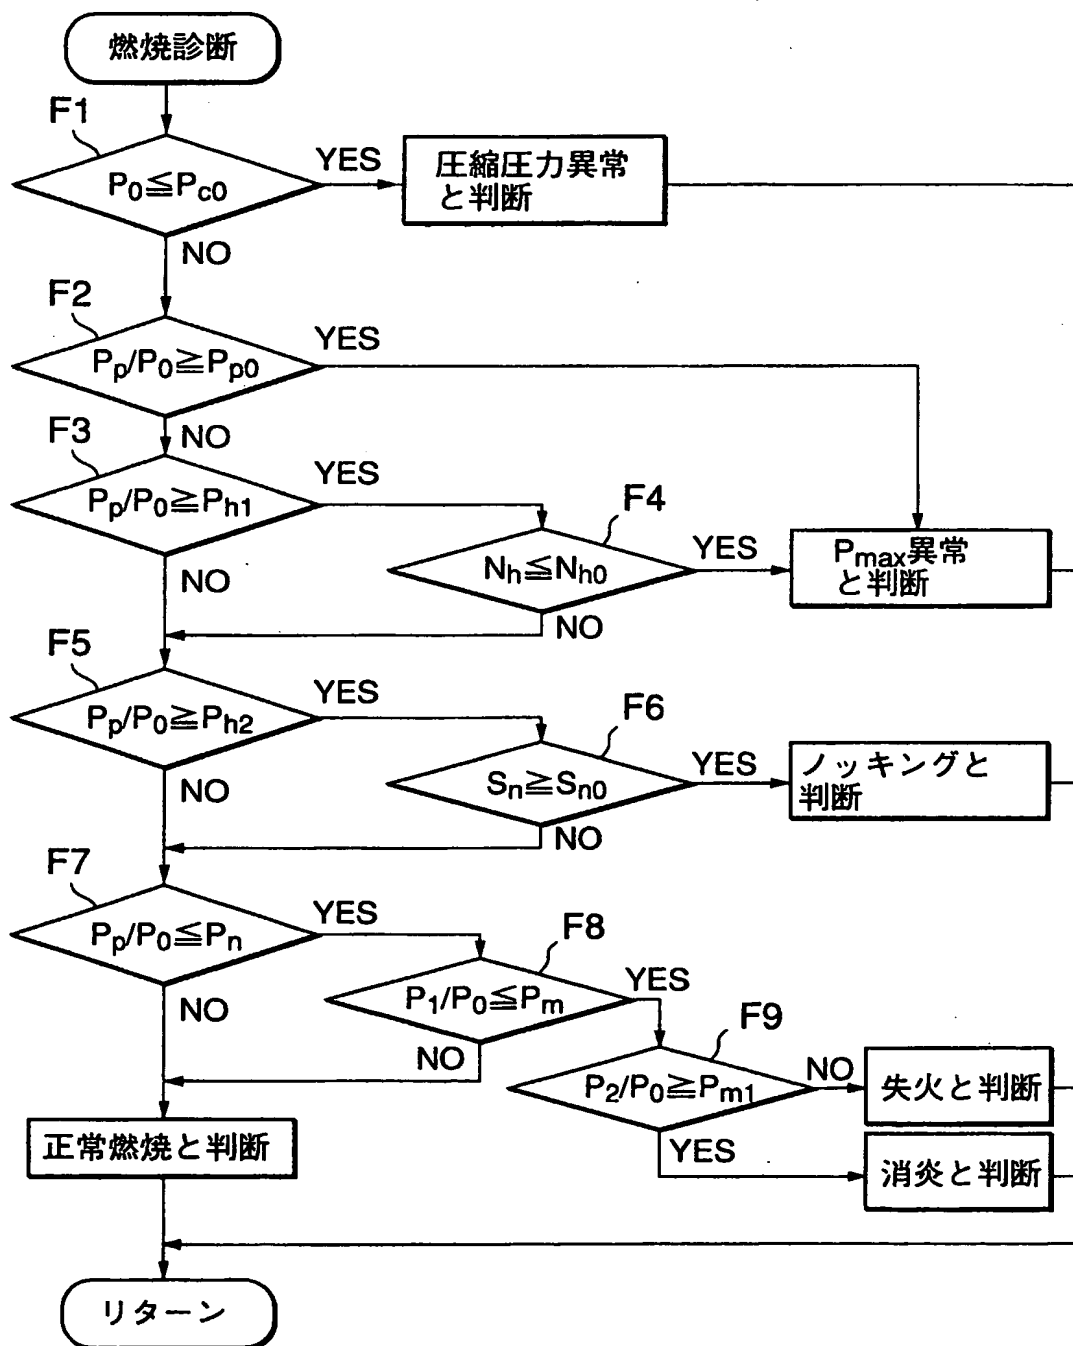 燃焼診断
F1
P0≦Pc0
YES
圧縮圧力異常
と判断
NO
F2
Pp/P0≧Pp0
YES
NO
F3
Pp/P0≧Ph1
YES
F4
Nh≦Nh0
YES
Pmax異常
と判断
NO
NO
F5
Pp/P0≧Ph2
YES
F6
Sn≧Sn0
YES
ノッキングと
判断
NO
NO
F7
Pp/P0≦Pn
YES
F8
P1/P0≦Pm
YES
NO
NO
F9
P2/P0≧Pm1
NO
失火と判断
YES
消炎と判断
正常燃焼と判断
リターン